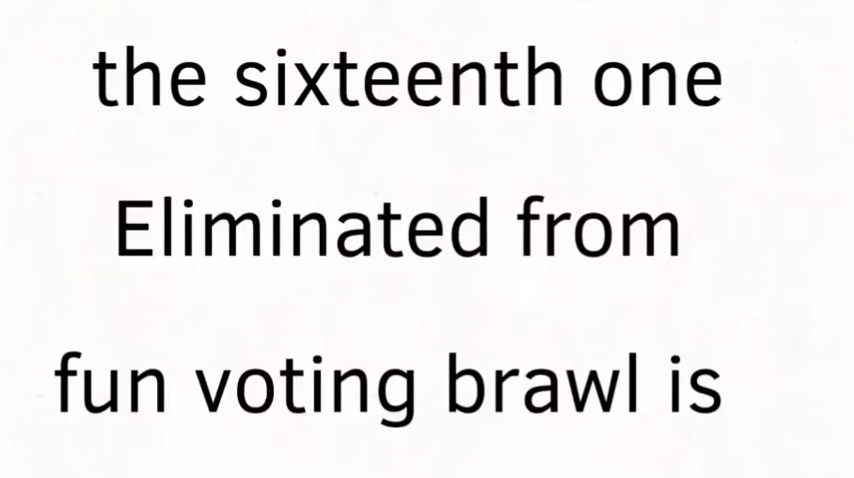 the sixteenth one
Eliminated from
fun voting brawl is